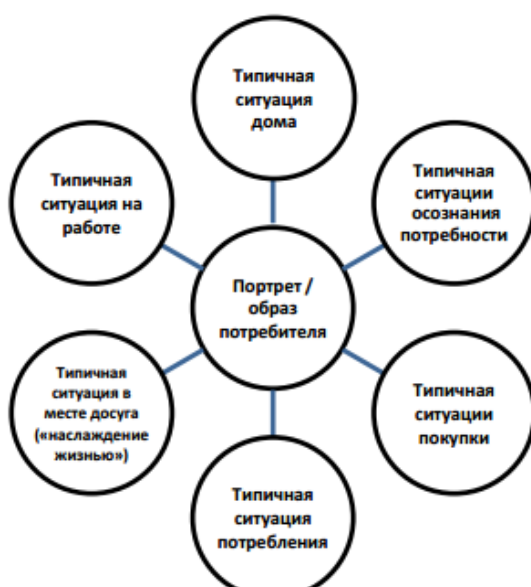 Типичная
ситуация
дома
Типичная
ситуация на
работе
Типичная
ситуации
осознания
потребности
Портрет /
образ
потребителя
Типичная
ситуация в
месте досуга
(«наслаждение
жизнью»)
Типичная
ситуации
покупки
Типичная
ситуация
потребления